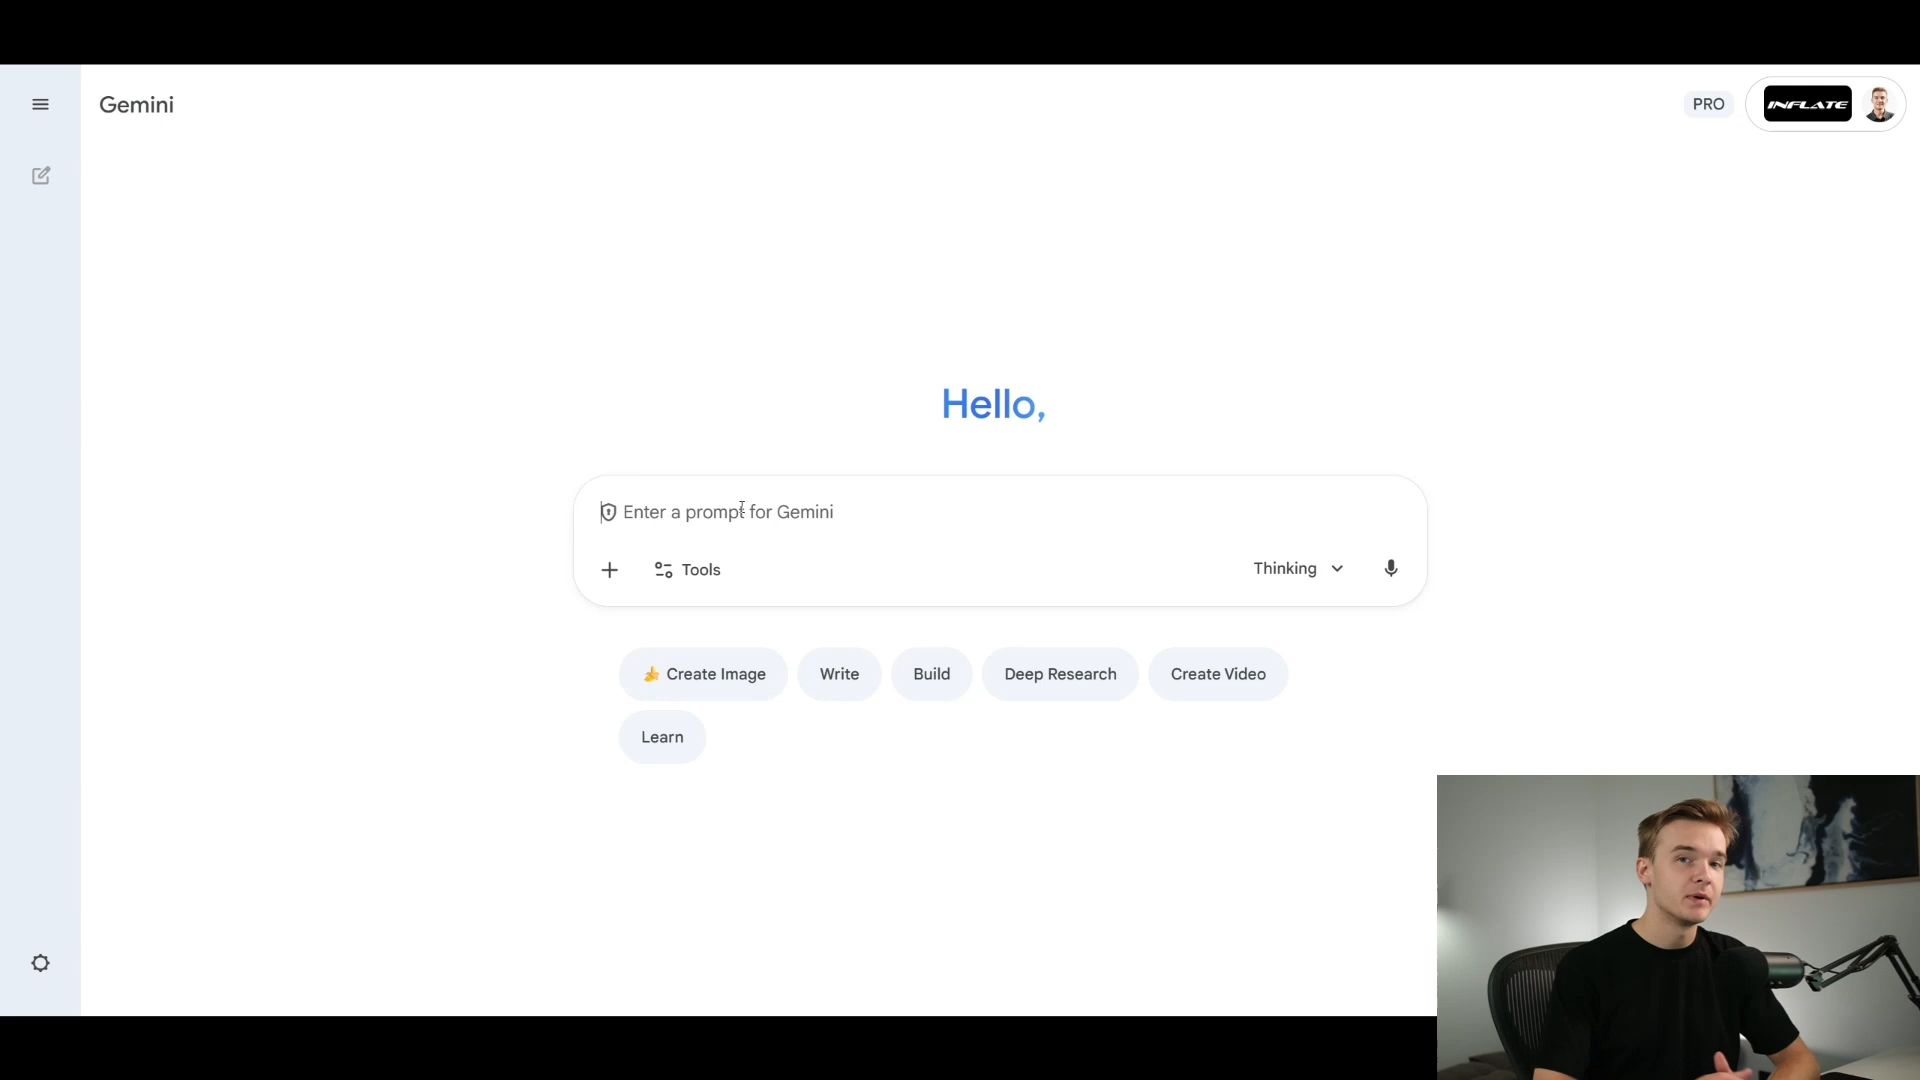 Gemini
PRO
INFLATE
Hello,
Enter a prompt for Gemini
Tools
Thinking
Create Image
Write
Build
Deep Research
Create Video
Learn